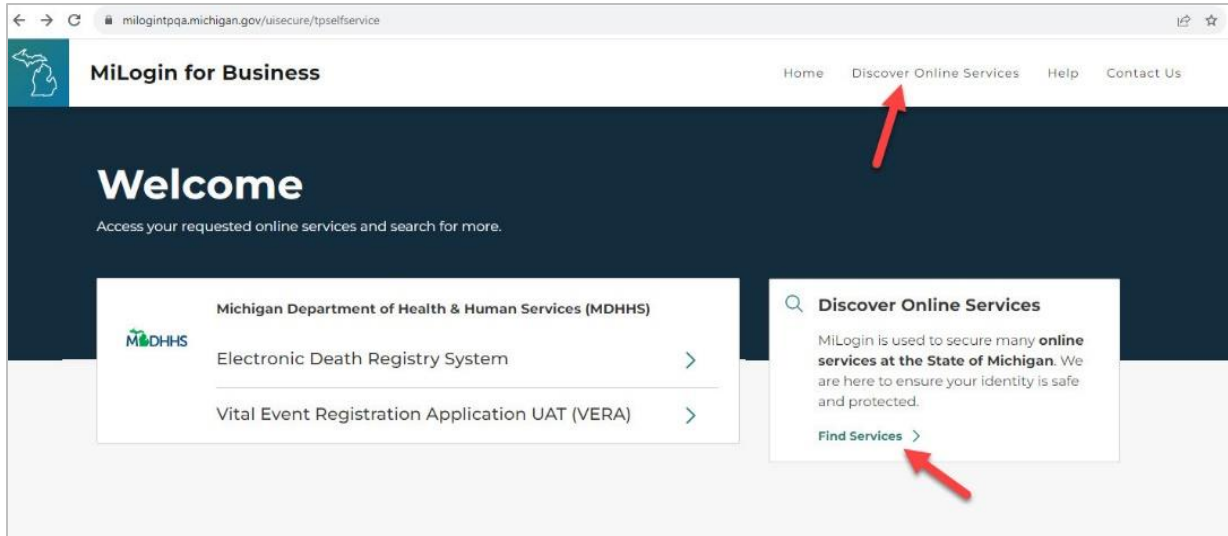 milogintpqa.michigan.gov/uisecure/tpselfservice
MiLogin for Business
Home Discover Online Services Help Contact Us
Welcome
Access your requested online services and search for more.
Michigan Department of Health & Human Services (MDHHS)
MDHHS
Electronic Death Registry System
Vital Event Registration Application UAT (VERA)
Discover Online Services
MiLogin is used to secure many online
services at the State of Michigan. We
are here to ensure your identity is safe
and protected.
Find Services